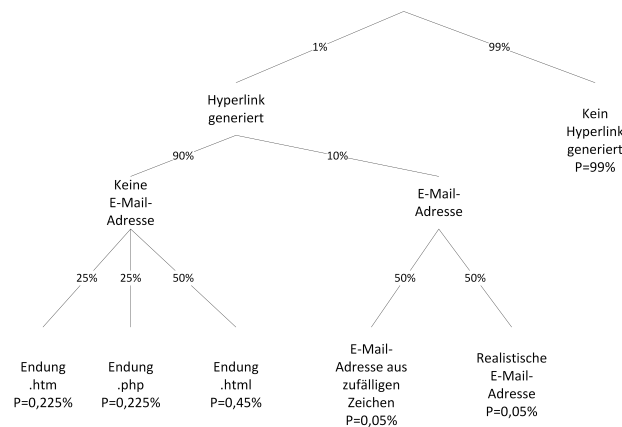 1%
99%
Hyperlink
generiert
Kein
Hyperlink
generiert
P=99%
90%
10%
Keine
E-Mail-
Adresse
E-Mail-
Adresse
25%
25%
50%
50%
50%
Endung
.htm
P=0,225%
Endung
.php
P=0,225%
Endung
.html
P=0,45%
E-Mail-
Adresse aus
zufälligen
Zeichen
P=0,05%
Realistische
E-Mail-
Adresse
P=0,05%